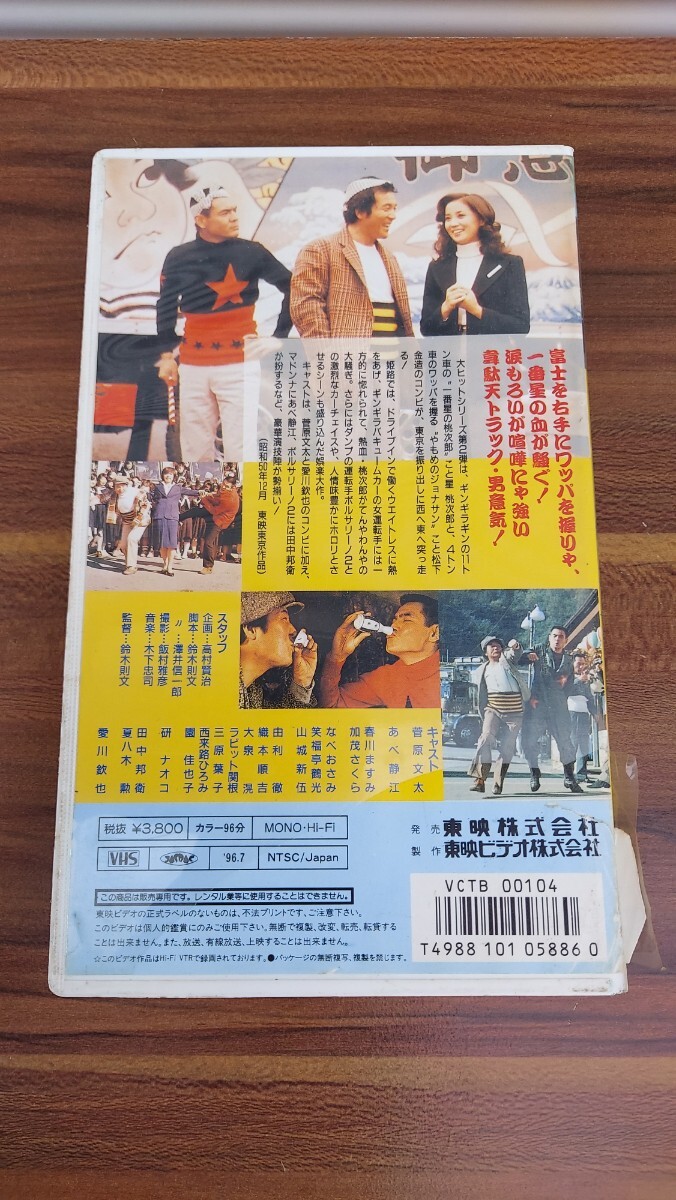 御意
富士を右手にワッパを握りゃ、
一番星の血が騒ぐ!
涙もろいが喧嘩にゃ強い
韋駄天トラック・男意気!
大ヒットシリーズ第2弾は、ギンギラギンの11ト
ン車の"一番星の桃次郎"こと星 桃次郎と、4トン
車のワッパを握る"やもめのジョナサン"こと松下
金造のコンビが、東京を振り出しに西へ東へ突っ走
る!
姫路では、ドライブインで働くウエイトレスに熱
をあげ、ギンギラバキュームカーの女運転手には一
方的に惚れられて、熱血・桃次郎がてんやわんやの
大騒ぎ。さらにはダンプの運転手ボルサリーノ2と
の激烈なカーチェイスや、人情味豊かにホロリとさ
せるシーンも盛り込んだ娯楽大作。
キャストは、菅原文太と愛川欽也のコンビに加え、
マドンナにあべ静江、ボルサリーノ2には田中邦衛
が扮するなど、豪華演技陣が勢揃い!
(昭和50年12月 東映東京作品)
スタッフ
企画…高村賢治
脚本…鈴木則文
〃…澤井信一郎
撮影…飯村雅彦
音楽…木下忠司
監督…鈴木則文
キャスト
菅原文太
あべ静江
春川ますみ
加茂さくら
なべおさみ
笑福亭鶴光
山城新伍
由利徹
織本順吉
大泉滉
ラビット関根
三原葉子
西来路ひろみ
園佳也子
研ナオコ
田中邦衛
夏八木勲
愛川欽也
税抜 ¥3,800 カラー96分 MONO・Hi-Fi
VHS '96.7 NTSC/Japan
発売 東映株式会社
製作 東映ビデオ株式会社
この商品は販売専用です。レンタル業等に使用することはできません。
東映ビデオの正式ラベルのないものは、不法プリントです、ご注意下さい。
このビデオは個人的鑑賞にのみご使用下さい。無断で複製、改変、転売、転貸する
ことは出来ません。また、放送、有線放送、上映することは出来ません。
☆このビデオ作品はHi-Fi VTRで録画されております。●パッケージの無断複写、複製を禁じます。
VCTB 00104
T4988101058860